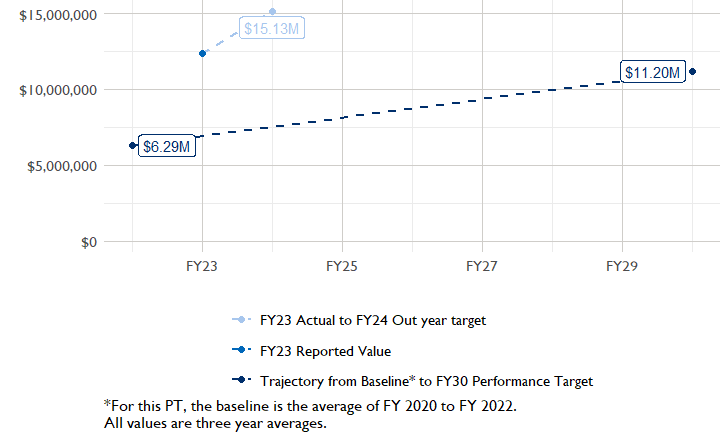 $15,000,000
$15.13M
$10,000,000
$11.20M
$6.29M
$5,000,000
$0
FY23 FY25 FY27 FY29
FY23 Actual to FY24 Out year target
FY23 Reported Value
Trajectory from Baseline* to FY30 Performance Target
*For this PT, the baseline is the average of FY 2020 to FY 2022.
All values are three year averages.